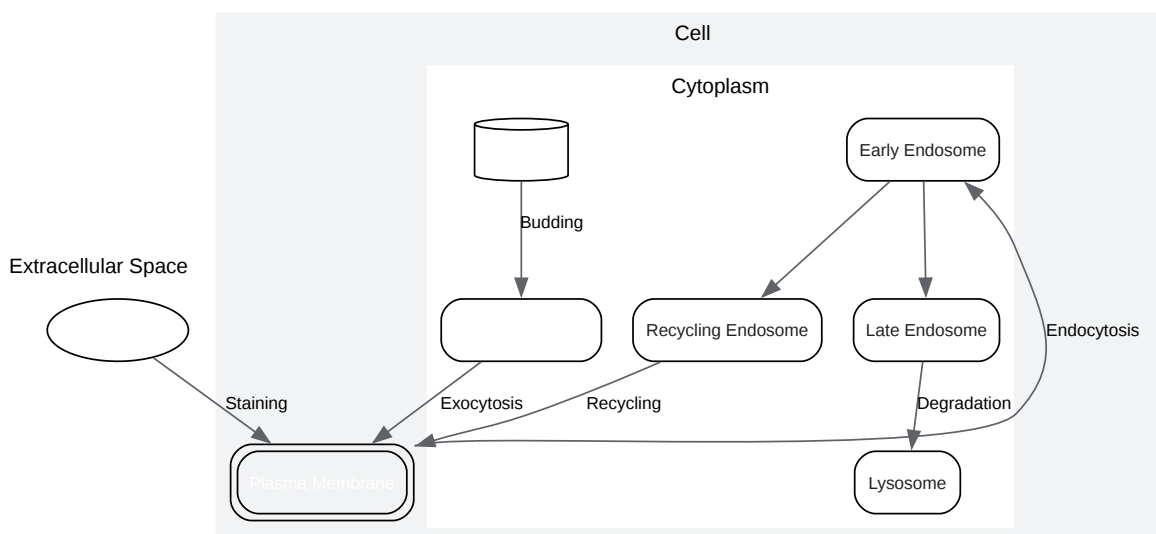 Cell
Cytoplasm
Early Endosome
Budding
Extracellular Space
Recycling Endosome
Late Endosome
Endocytosis
Staining
Exocytosis
Recycling
Degradation
Plasma Membrane
Lysosome